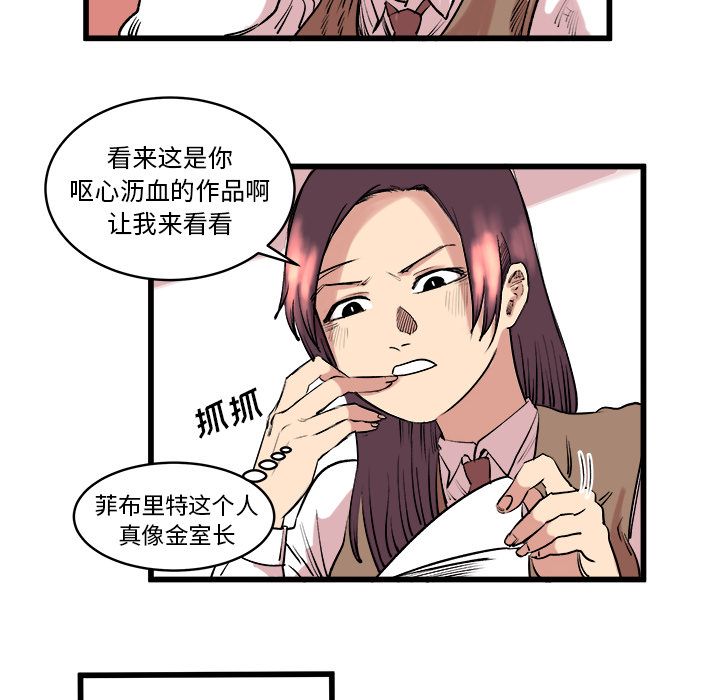 看来这是你
呕心沥血的作品啊
让我来看看
抓抓
菲布里特这个人
真像金室长